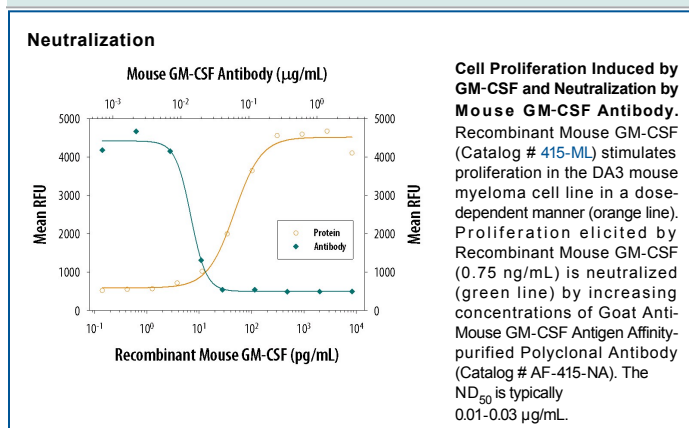 Neutralization
Mouse GM-CSF Antibody (µg/mL)
10-3 10-2 10-1 100
5000 5000
4000 4000
3000 3000
2000 2000
1000 1000
0 0
Mean RFU
Mean RFU
Protein
Antibody
10-1 100 101 102 103 104
Recombinant Mouse GM-CSF (pg/mL)
Cell Proliferation Induced by
GM-CSF and Neutralization by
Mouse GM-CSF Antibody.
Recombinant Mouse GM-CSF
(Catalog # 415-ML) stimulates
proliferation in the DA3 mouse
myeloma cell line in a dose-
dependent manner (orange line).
Proliferation elicited by
Recombinant Mouse GM-CSF
(0.75 ng/mL) is neutralized
(green line) by increasing
concentrations of Goat Anti-
Mouse GM-CSF Antigen Affinity-
purified Polyclonal Antibody
(Catalog # AF-415-NA). The
ND50 is typically
0.01-0.03 µg/mL.